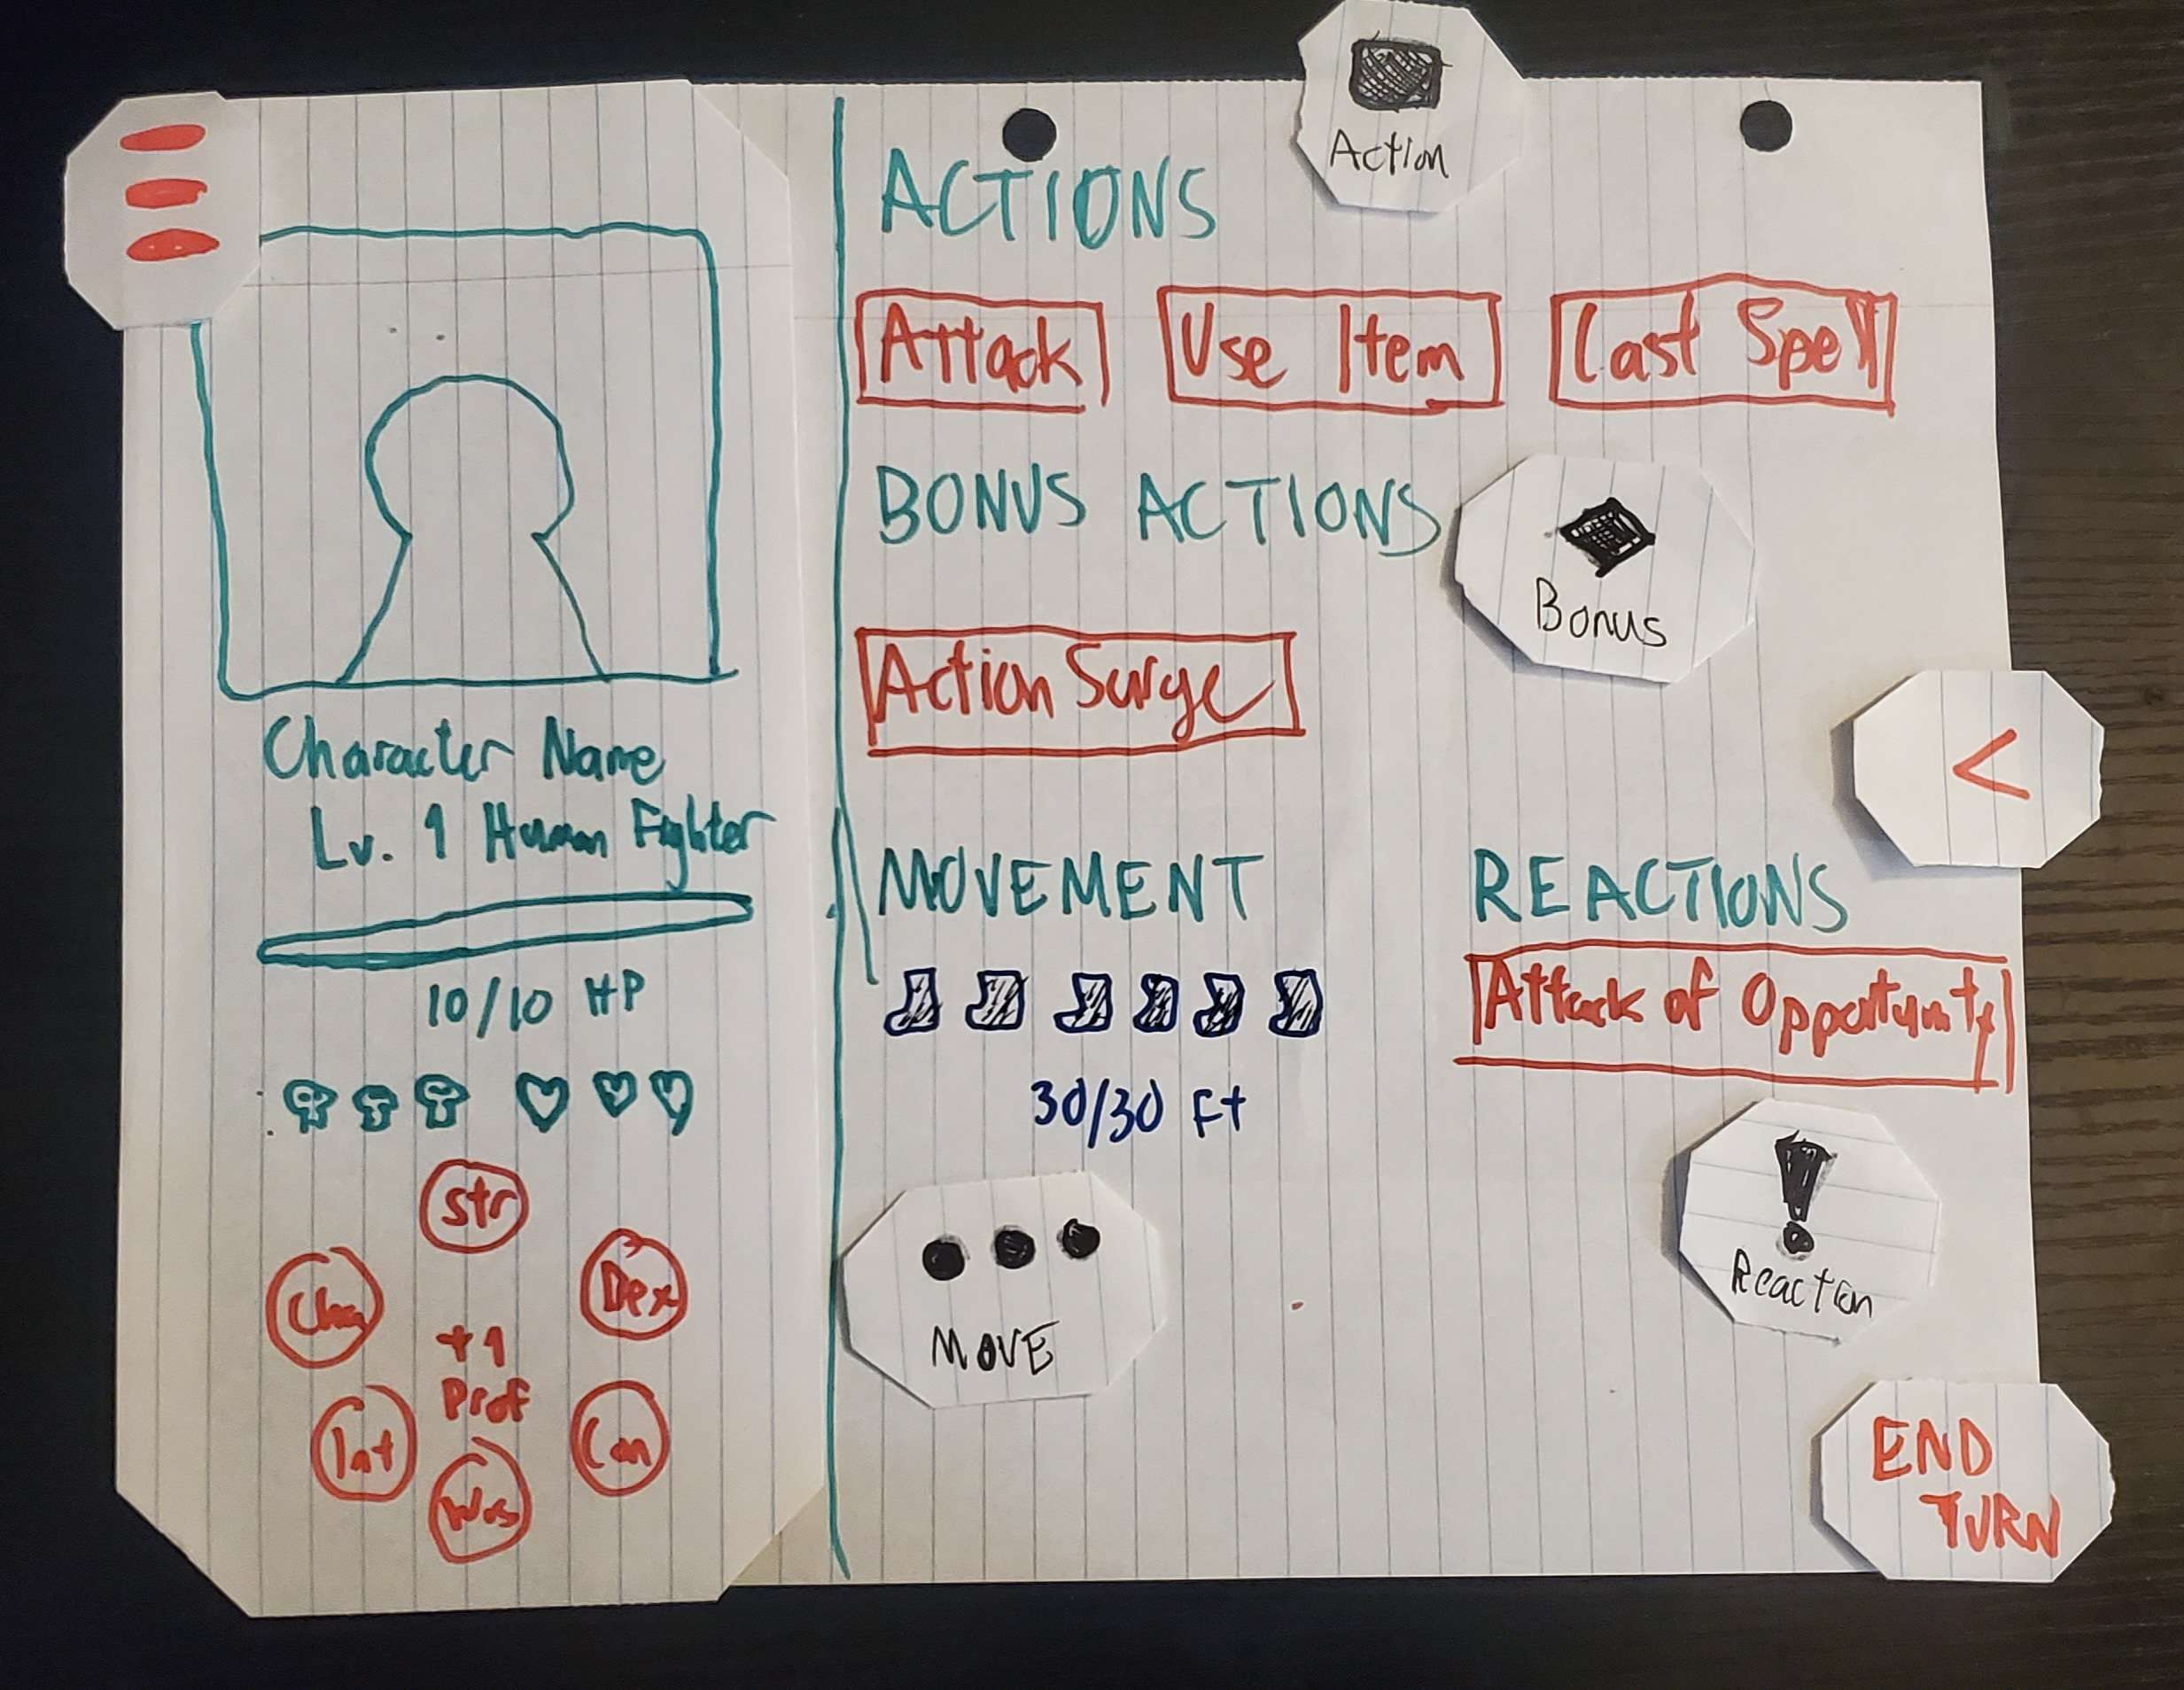 Action
ACTIONS
Attack
Use Item
Cast Spell
BONUS ACTIONS
Bonus
Action Surge
<
Character Name
Lv. 1 Human Fighter
10/10 HP
Str
Dex
Cha
+1
Prof
Int
Con
Wis
MOVEMENT
30/30 Ft
MOVE
REACTIONS
Attack of Opportunity
Reaction
END
TURN